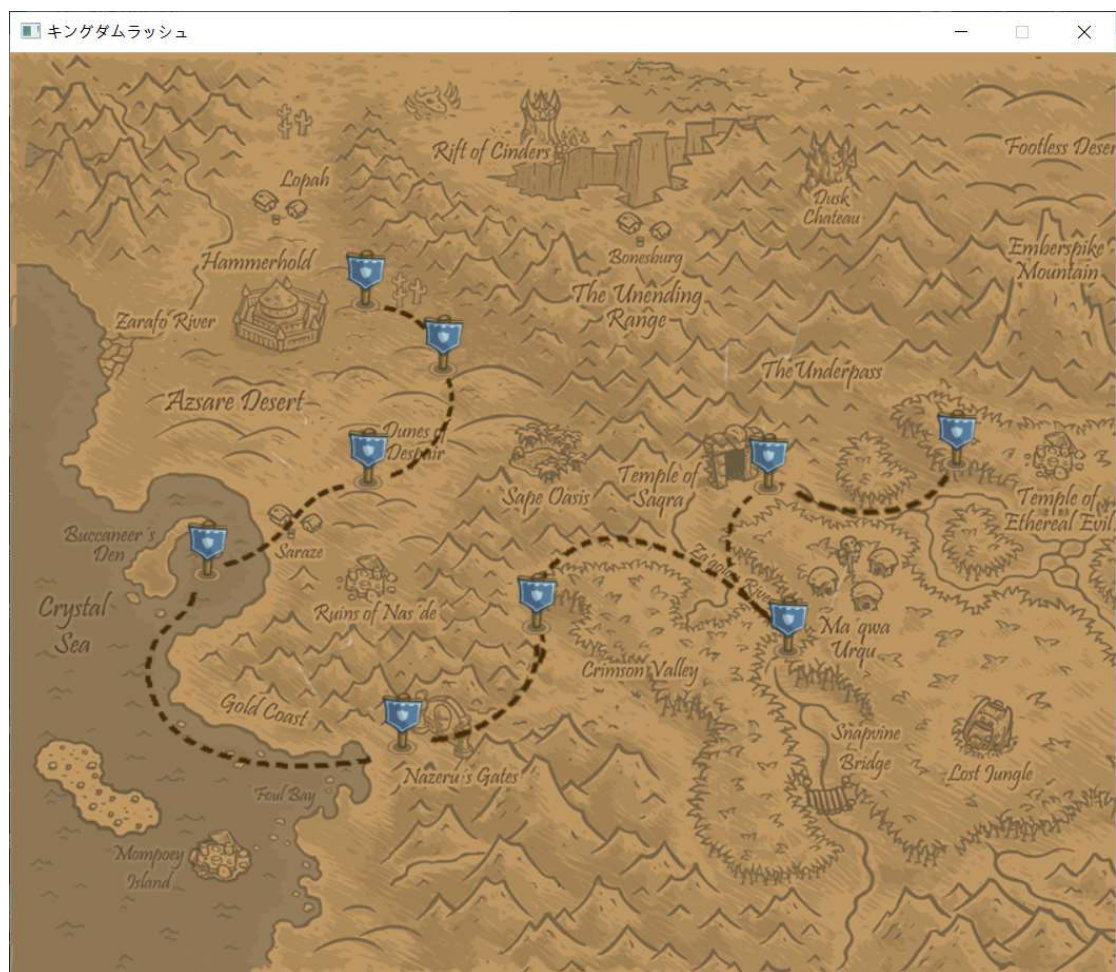 キングダムラッシュ
Rift of Cinders
Footless Deser
Lopah
Dusk
Chateau
Hammerhold
Bonesburg
Emberspike
Mountain
The Unending
Range
Zarafo River
The Underpass
Azsare Desert
Dunes of
Despair
Temple of
Saqra
Sape Oasis
Temple of
Ethereal Evil
Buccaneer's
Den
Saraze
River
Crystal
Sea
Ruins of Nas'de
Ma'qwa
Urqu
Crimson Valley
Gold Coast
Snapvine
Bridge
Nazeru's Gates
Lost Jungle
Foul Bay
Mompoey
Island